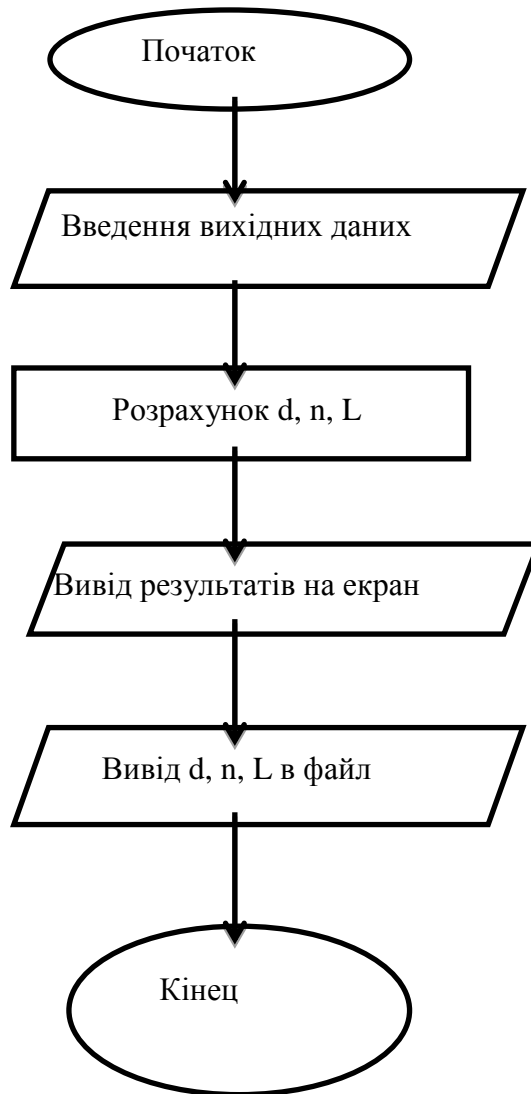 Початок
Введення вихідних даних
Розрахунок d, n, L
Вивід результатів на екран
Вивід d, n, L в файл
Кінец